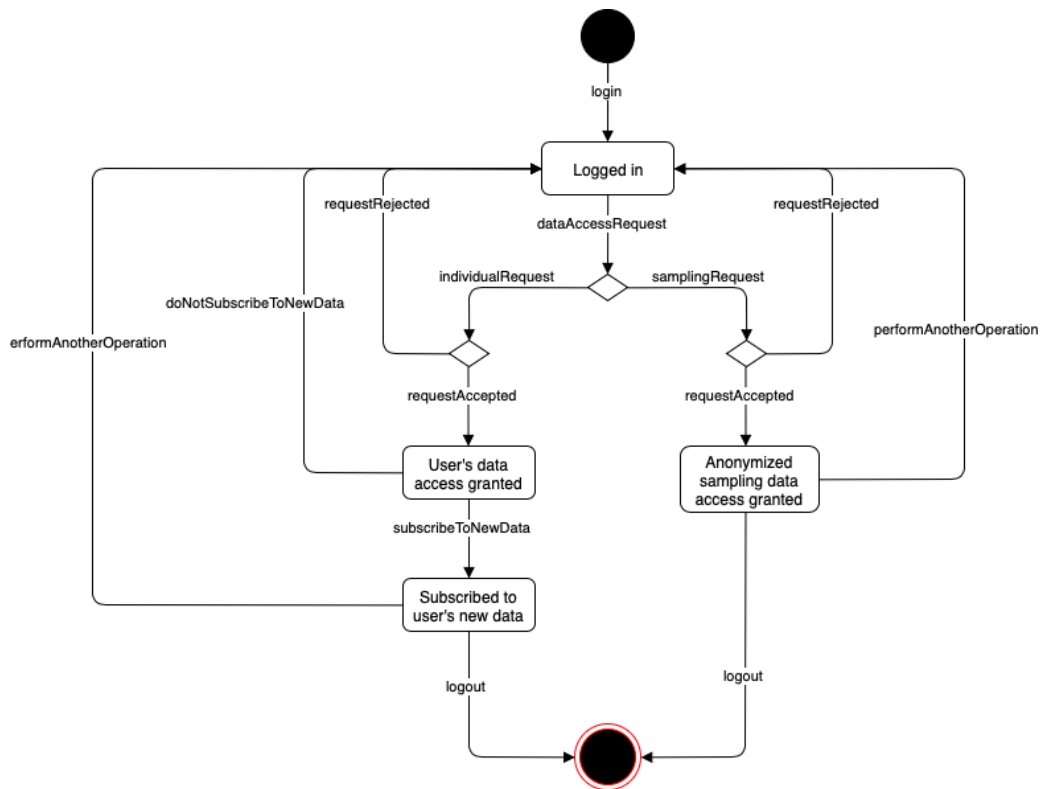 login
Logged in
requestRejected
requestRejected
dataAccessRequest
individualRequest
samplingRequest
doNotSubscribeToNewData
erformAnotherOperation
performAnotherOperation
requestAccepted
requestAccepted
User's data
access granted
Anonymized
sampling data
access granted
subscribeToNewData
Subscribed to
user's new data
logout
logout